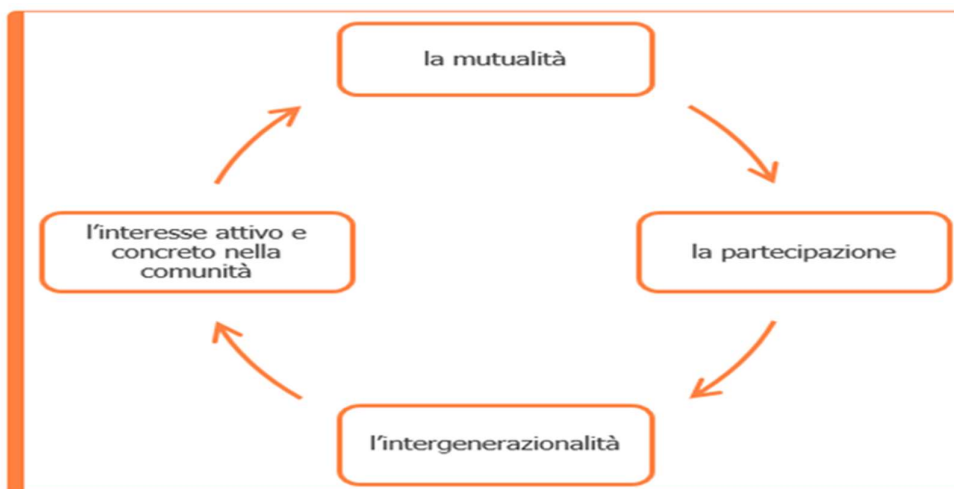 la mutualità
l'interesse attivo e
concreto nella
comunità
la partecipazione
l'intergenerazionalità